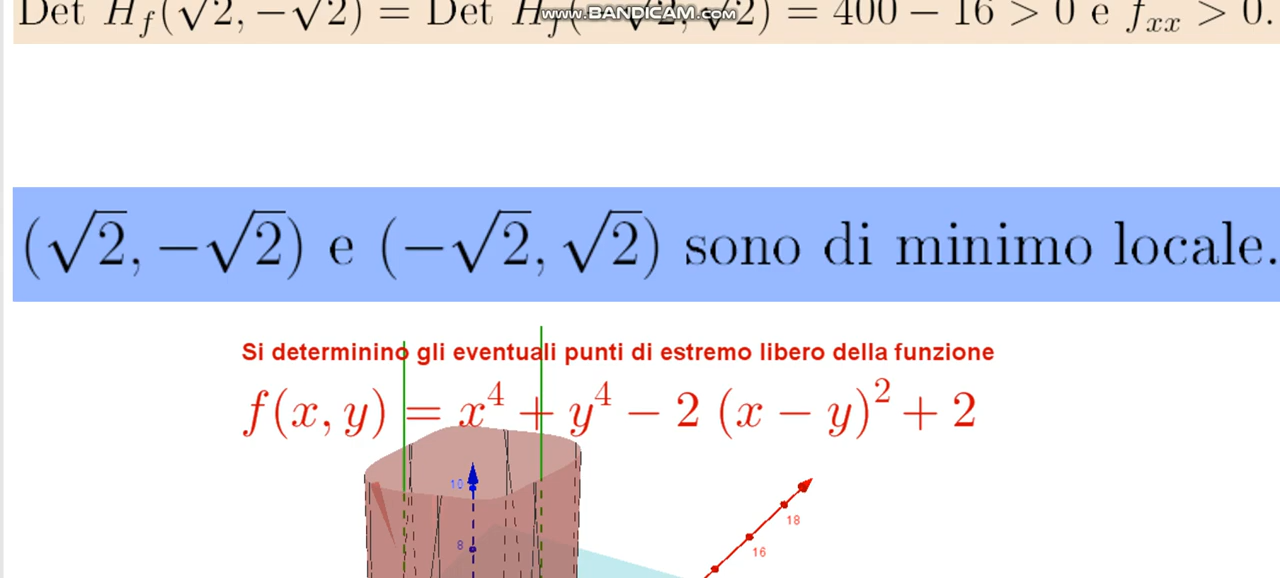 Det H_f(√2, −√2) = Det H_f(−√2, √2) = 400 − 16 > 0 e f_xx > 0.
www.BANDICAM.com
(√2, −√2) e (−√2, √2) sono di minimo locale.
Si determinino gli eventuali punti di estremo libero della funzione
f(x, y) = x⁴ + y⁴ − 2 (x − y)² + 2
10
18
8
16